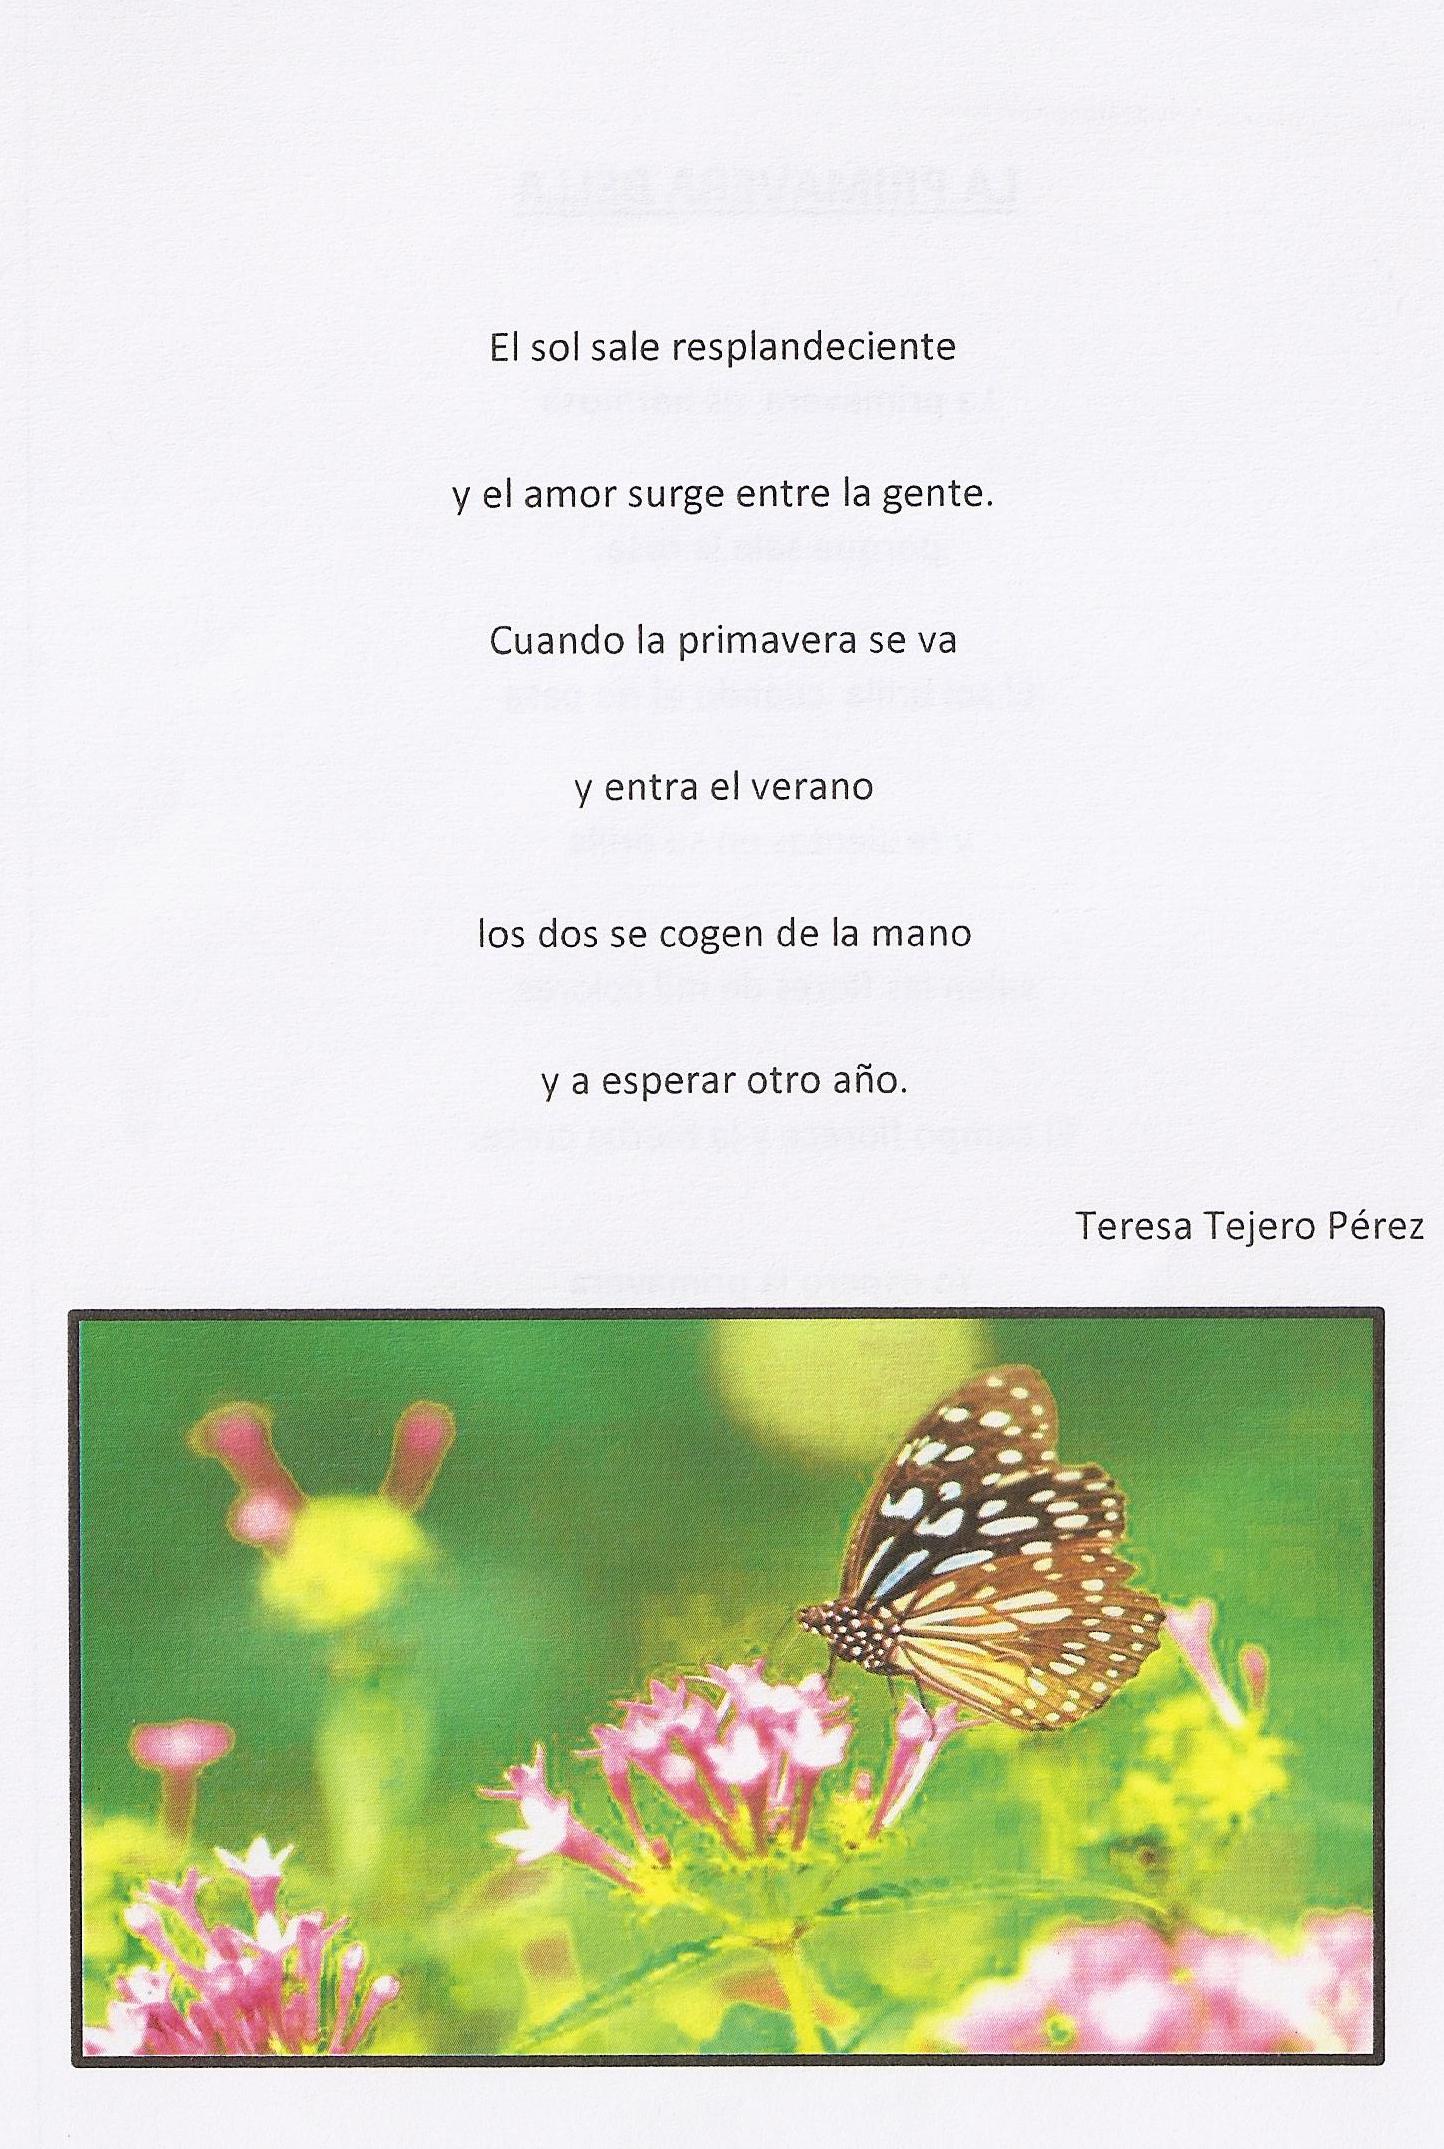 El sol sale resplandeciente
y el amor surge entre la gente.
Cuando la primavera se va
y entra el verano
los dos se cogen de la mano
y a esperar otro año.
Teresa Tejero Pérez